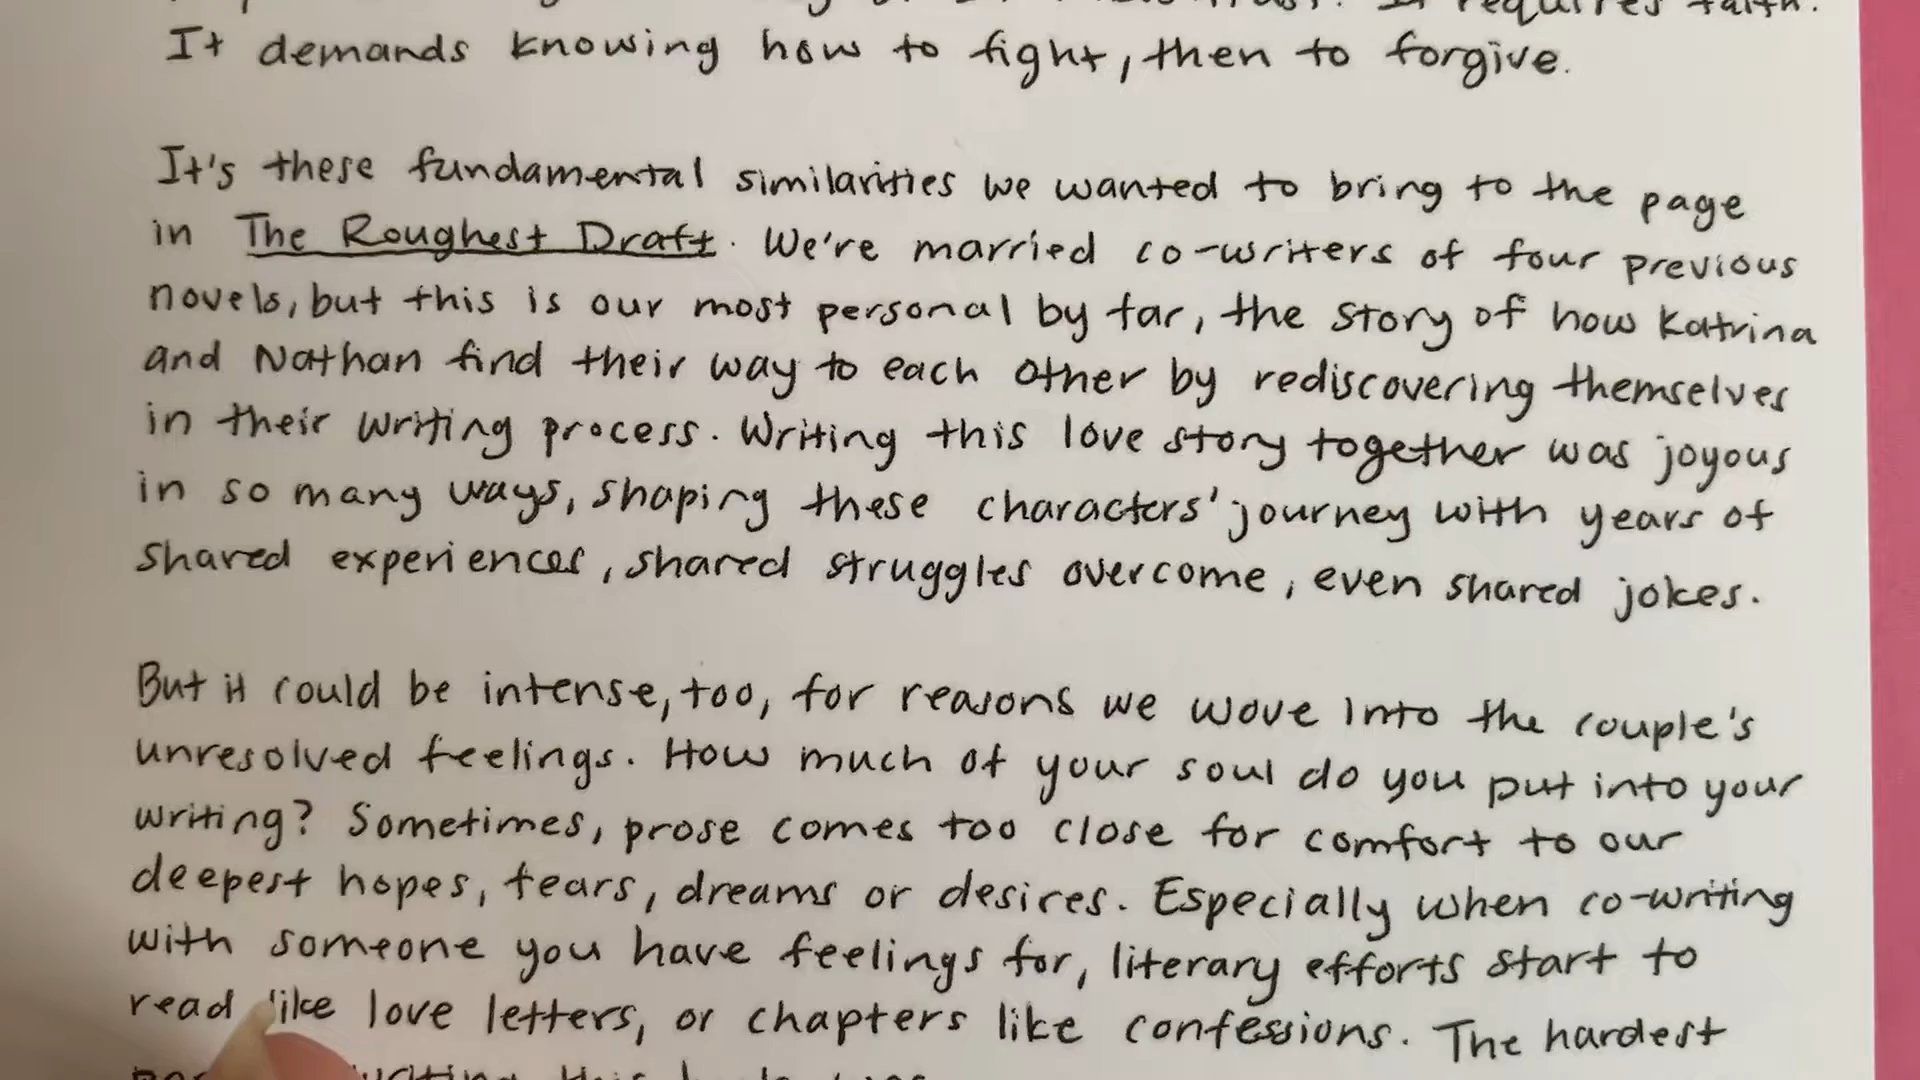 It requires faith.
It demands knowing how to fight, then to forgive.
It's these fundamental similarities we wanted to bring to the page
in The Roughest Draft. We're married co-writers of four previous
novels, but this is our most personal by far, the story of how Katrina
and Nathan find their way to each other by rediscovering themselves
in their writing process. Writing this love story together was joyous
in so many ways, shaping these characters' journey with years of
shared experiences, shared struggles overcome, even shared jokes.
But it could be intense, too, for reasons we wove into the couple's
unresolved feelings. How much of your soul do you put into your
writing? Sometimes, prose comes too close for comfort to our
deepest hopes, fears, dreams or desires. Especially when co-writing
with someone you have feelings for, literary efforts start to
read like love letters, or chapters like confessions. The hardest
writing this book was